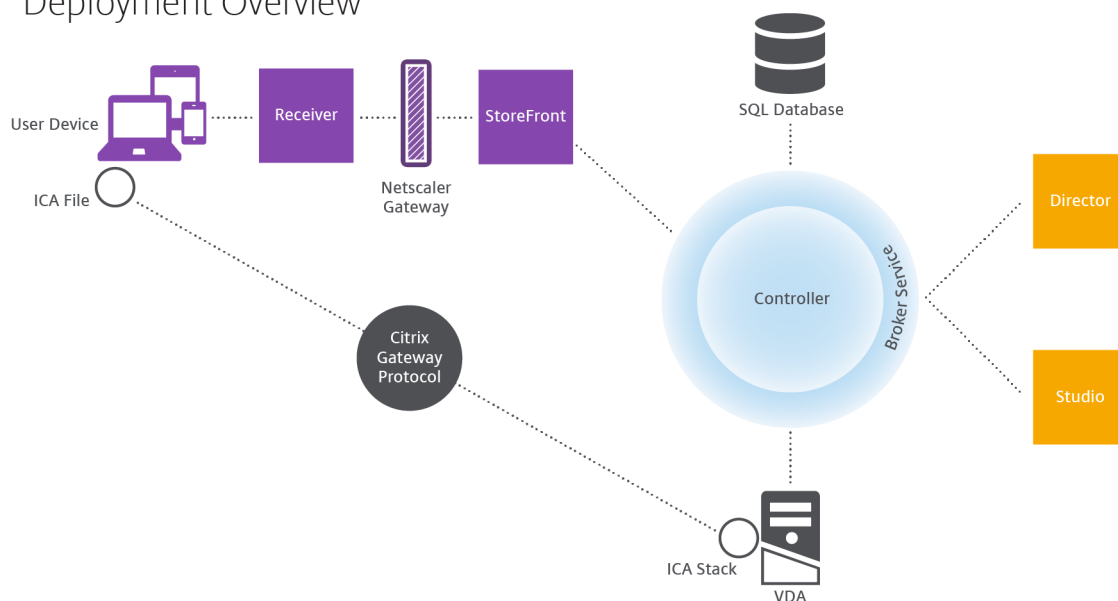 Deployment Overview
SQL Database
User Device
Receiver
StoreFront
Netscaler
Gateway
ICA File
Director
Controller
Broker Service
Citrix
Gateway
Protocol
Studio
ICA Stack
VDA